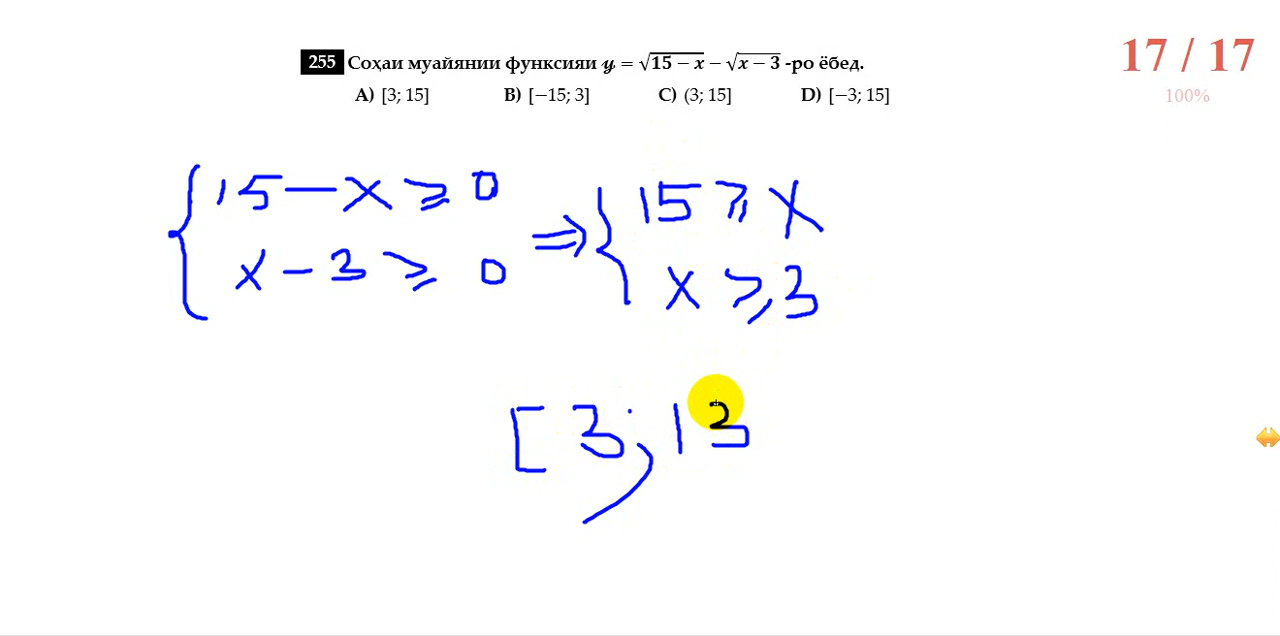 17 / 17
100%
255 Соҳаи муайянии функсияи y = √15 − x − √x − 3 -ро ёбед.
A) [3; 15] B) [−15; 3] C) (3; 15] D) [−3; 15]
15 − x ⩾ 0 ⇒ 15 ⩾ x
x − 3 ⩾ 0 x ⩾ 3
[3; 13